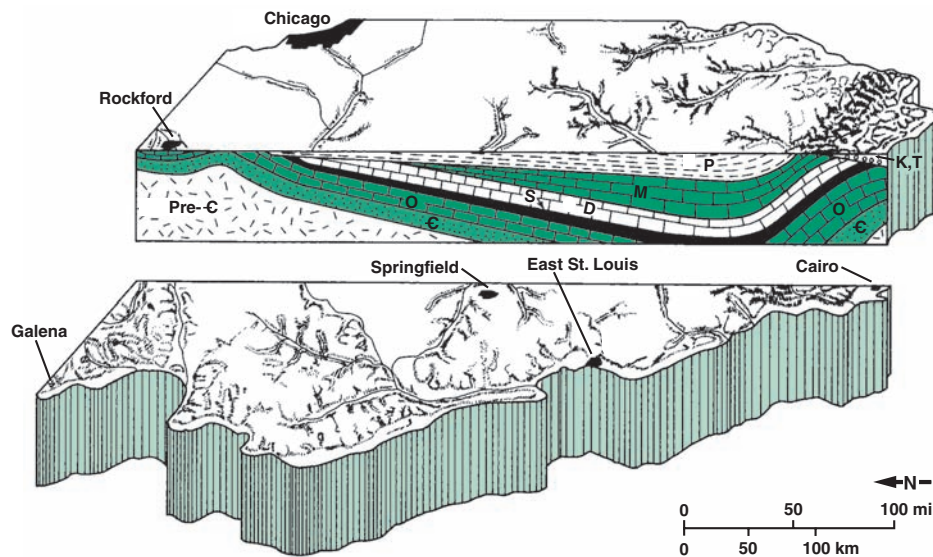 Chicago
Rockford
P
K,T
M
S
D
O
Pre-Ꞓ
O
Ꞓ
Ꞓ
Springfield
East St. Louis
Cairo
Galena
N
0 50 100 mi
0 50 100 km